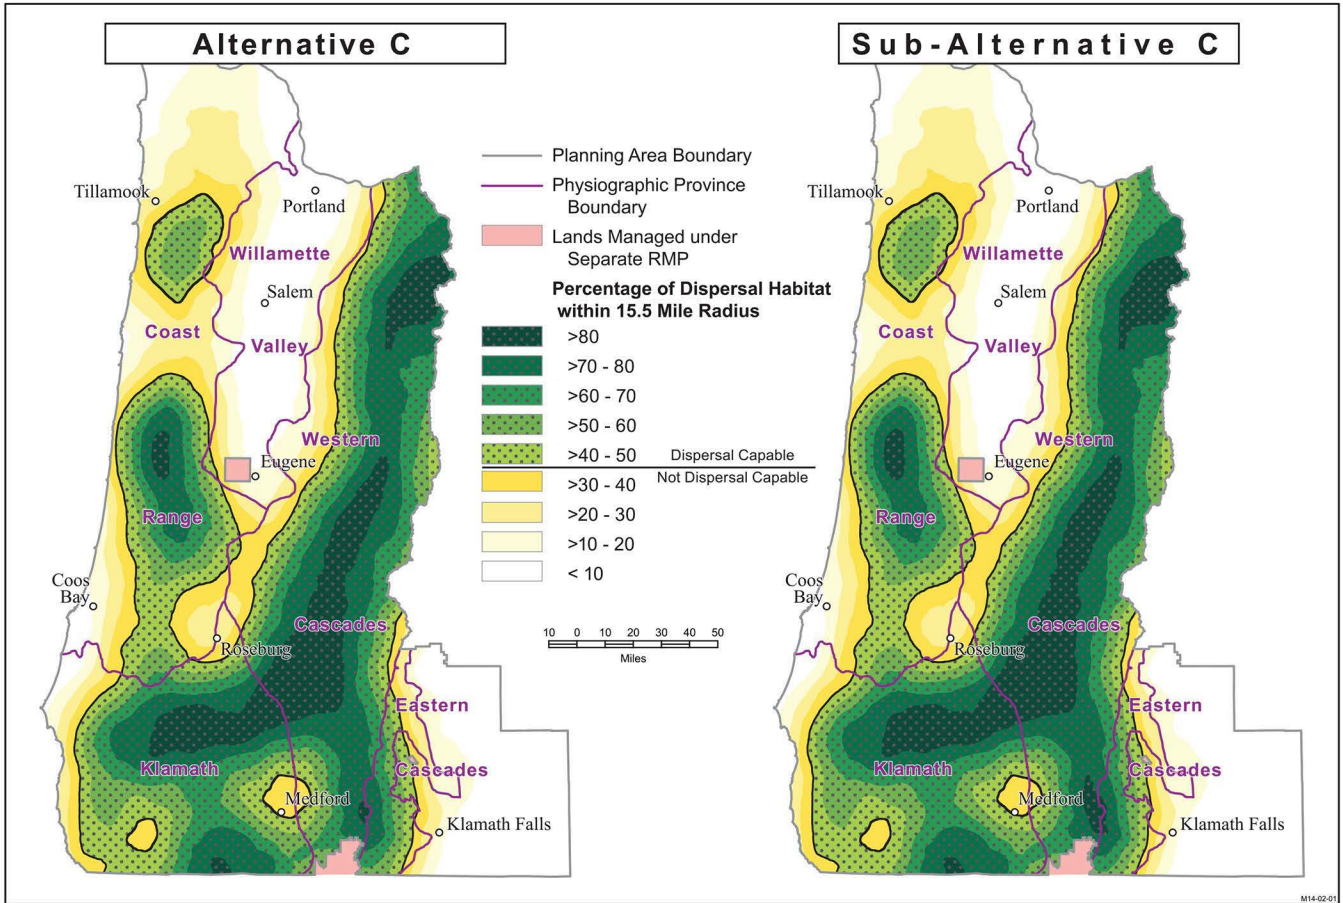 Alternative C
Sub-Alternative C
Planning Area Boundary
Physiographic Province
Boundary
Lands Managed under
Separate RMP
Percentage of Dispersal Habitat
within 15.5 Mile Radius
>80
>70 - 80
>60 - 70
>50 - 60
>40 - 50
Dispersal Capable
Not Dispersal Capable
>30 - 40
>20 - 30
>10 - 20
< 10
10 0 10 20 30 40 50
Miles
Tillamook
Portland
Willamette
Salem
Coast
Valley
Western
Eugene
Range
Coos
Bay
Cascades
Roseburg
Eastern
Klamath
Cascades
Medford
Klamath Falls
Tillamook
Portland
Willamette
Salem
Coast
Valley
Western
Eugene
Range
Coos
Bay
Cascades
Roseburg
Eastern
Klamath
Cascades
Medford
Klamath Falls
M14-02-01